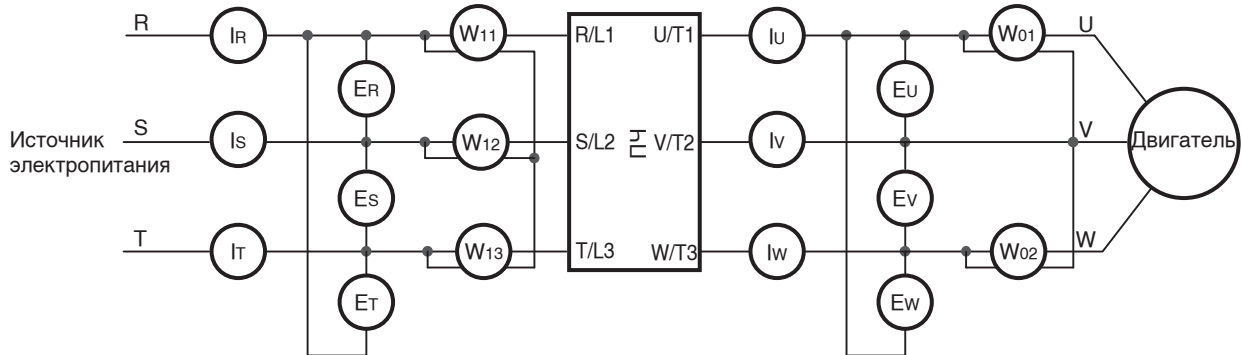 R IR W11 R/L1 U/T1 IU W01 U
ER EU
Источник электропитания
S IS W12 S/L2 ПЧ V/T2 IV V Двигатель
ES EV
T IT W13 T/L3 W/T3 IW W02 W
ET EW